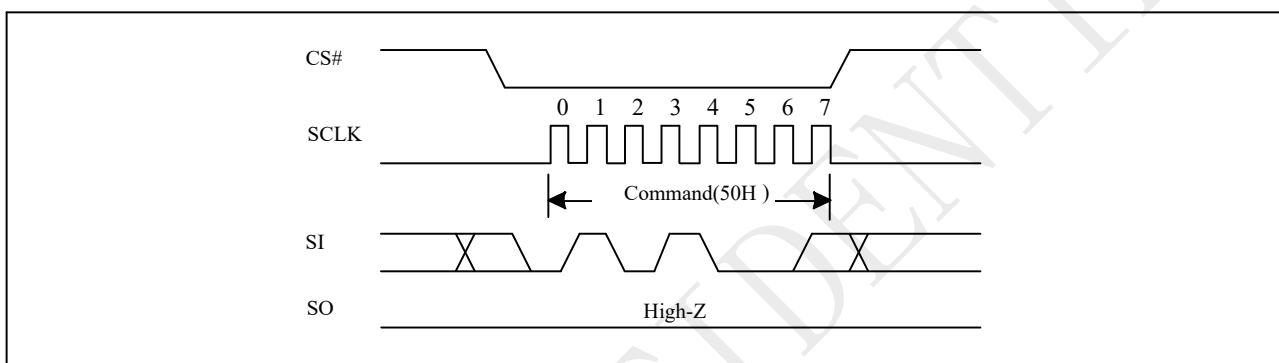 CS#
0 1 2 3 4 5 6 7
SCLK
Command(50H )
SI
SO
High-Z